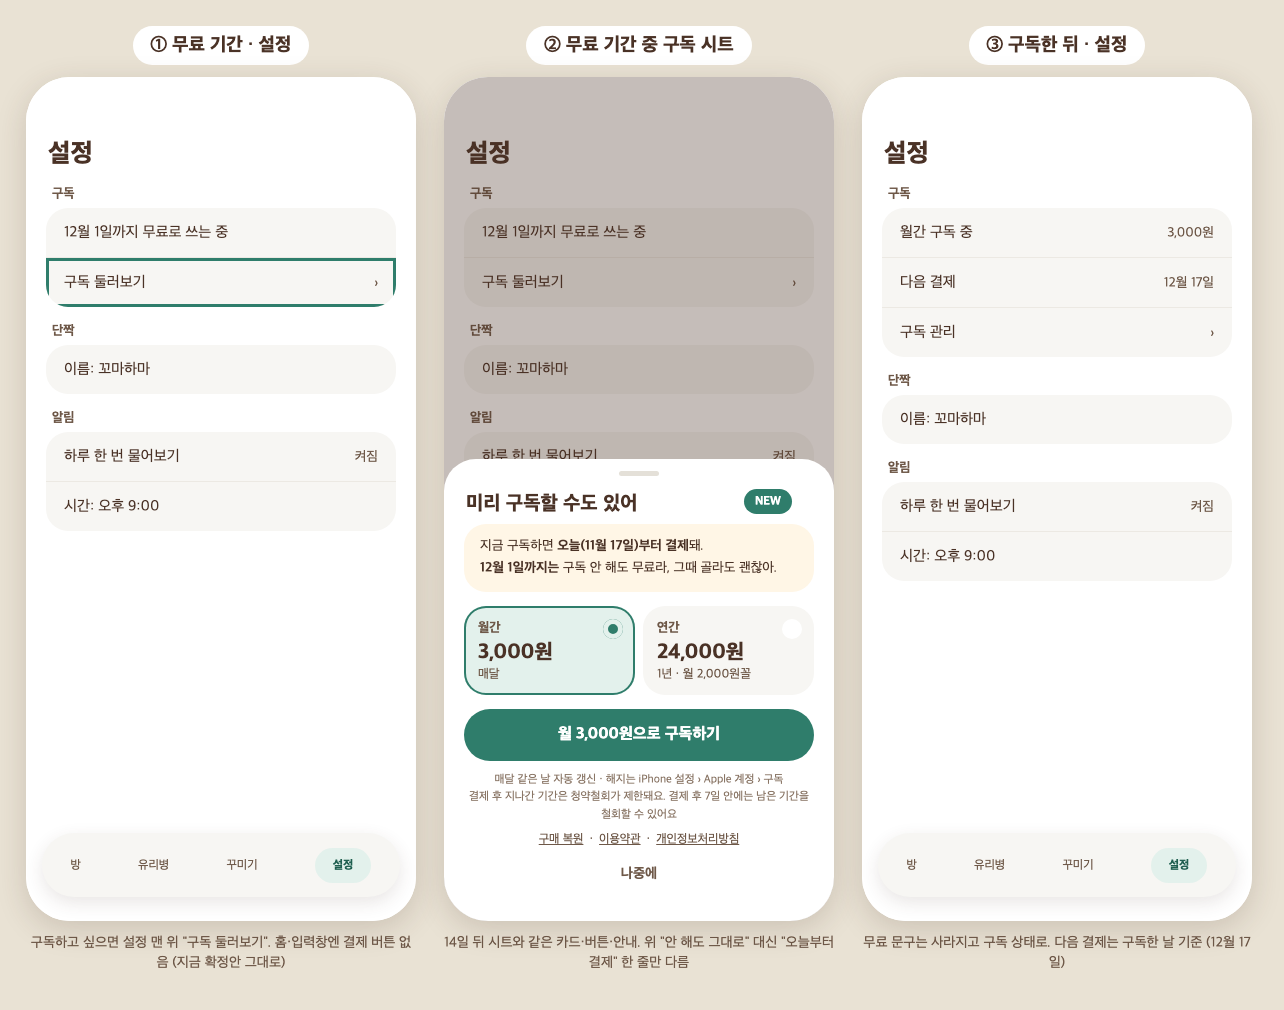 ① 무료 기간 · 설정
설정
구독
12월 1일까지 무료로 쓰는 중
구독 둘러보기 ›
단짝
이름: 꼬마하마
알림
하루 한 번 물어보기 켜짐
시간: 오후 9:00
방 유리병 꾸미기 설정
구독하고 싶으면 설정 맨 위 "구독 둘러보기". 홈·입력창엔 결제 버튼 없
음 (지금 확정안 그대로)
② 무료 기간 중 구독 시트
설정
구독
12월 1일까지 무료로 쓰는 중
구독 둘러보기 ›
단짝
이름: 꼬마하마
알림
하루 한 번 물어보기 켜짐
미리 구독할 수도 있어 NEW
지금 구독하면 오늘(11월 17일)부터 결제돼.
12월 1일까지는 구독 안 해도 무료라, 그때 골라도 괜찮아.
월간
3,000원
매달
연간
24,000원
1년 · 월 2,000원꼴
월 3,000원으로 구독하기
매달 같은 날 자동 갱신 · 해지는 iPhone 설정 › Apple 계정 › 구독
결제 후 지나간 기간은 청약철회가 제한돼요. 결제 후 7일 안에는 남은 기간을
철회할 수 있어요
구매 복원 · 이용약관 · 개인정보처리방침
나중에
14일 뒤 시트와 같은 카드·버튼·안내. 위 "안 해도 그대로" 대신 "오늘부터
결제" 한 줄만 다름
③ 구독한 뒤 · 설정
설정
구독
월간 구독 중 3,000원
다음 결제 12월 17일
구독 관리 ›
단짝
이름: 꼬마하마
알림
하루 한 번 물어보기 켜짐
시간: 오후 9:00
방 유리병 꾸미기 설정
무료 문구는 사라지고 구독 상태로. 다음 결제는 구독한 날 기준 (12월 17
일)